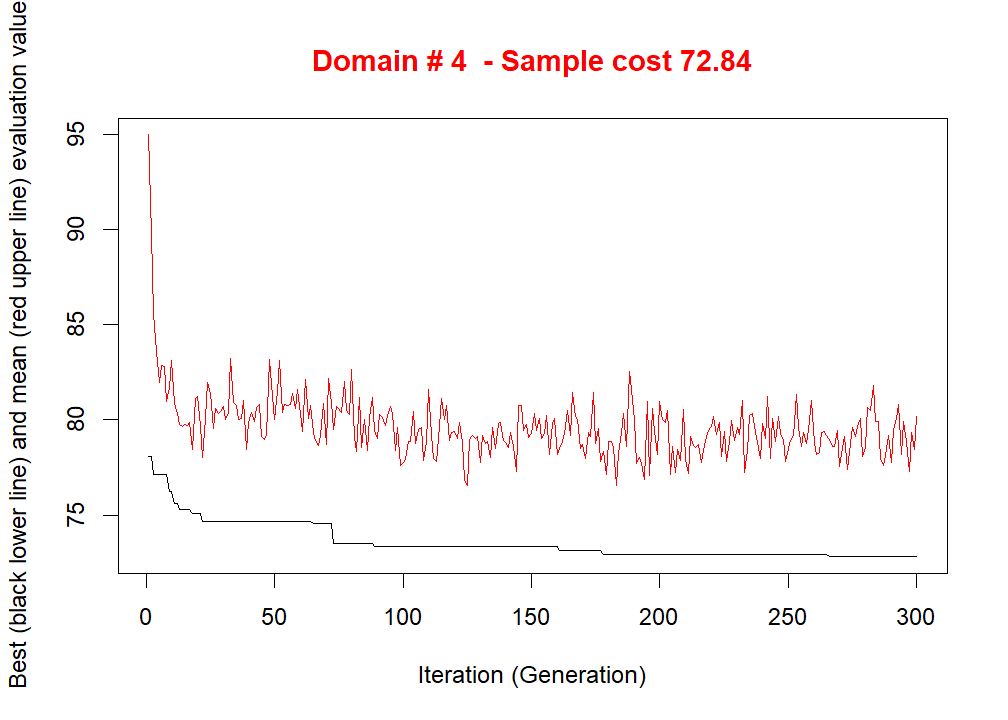 Domain # 4  - Sample cost 72.84
Best (black lower line) and mean (red upper line) evaluation value
95
90
85
80
75
0 50 100 150 200 250 300
Iteration (Generation)